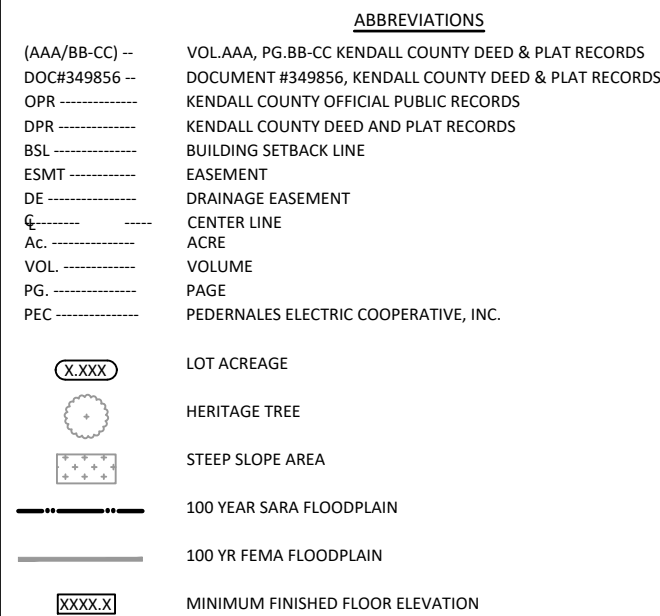 ABBREVIATIONS
(AAA/BB-CC) -- VOL.AAA, PG.BB-CC KENDALL COUNTY DEED & PLAT RECORDS
DOC#349856 -- DOCUMENT #349856, KENDALL COUNTY DEED & PLAT RECORDS
OPR -------------- KENDALL COUNTY OFFICIAL PUBLIC RECORDS
DPR -------------- KENDALL COUNTY DEED AND PLAT RECORDS
BSL --------------- BUILDING SETBACK LINE
ESMT ------------ EASEMENT
DE ---------------- DRAINAGE EASEMENT
℄-------- ----- CENTER LINE
Ac. --------------- ACRE
VOL. ------------- VOLUME
PG. --------------- PAGE
PEC --------------- PEDERNALES ELECTRIC COOPERATIVE, INC.
X.XXX LOT ACREAGE
HERITAGE TREE
STEEP SLOPE AREA
100 YEAR SARA FLOODPLAIN
100 YR FEMA FLOODPLAIN
XXXX.X MINIMUM FINISHED FLOOR ELEVATION